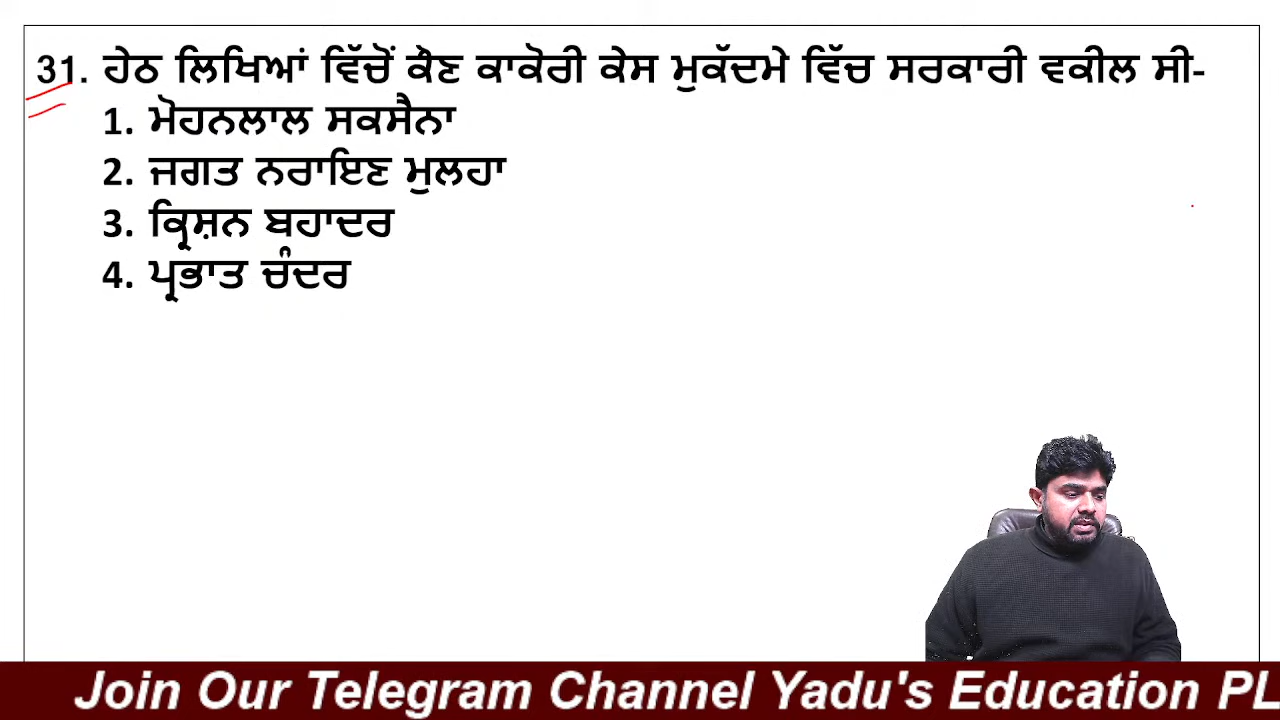 31. ਹੇਠ ਲਿਖਿਆਂ ਵਿੱਚੋਂ ਕੌਣ ਕਾਕੋਰੀ ਕੇਸ ਮੁਕੱਦਮੇ ਵਿੱਚ ਸਰਕਾਰੀ ਵਕੀਲ ਸੀ-
1. ਮੋਹਨਲਾਲ ਸਕਸੈਨਾ
2. ਜਗਤ ਨਰਾਇਣ ਮੁਲਹਾ
3. ਕ੍ਰਿਸ਼ਨ ਬਹਾਦਰ
4. ਪ੍ਰਭਾਤ ਚੰਦਰ
Join Our Telegram Channel Yadu's Education PL